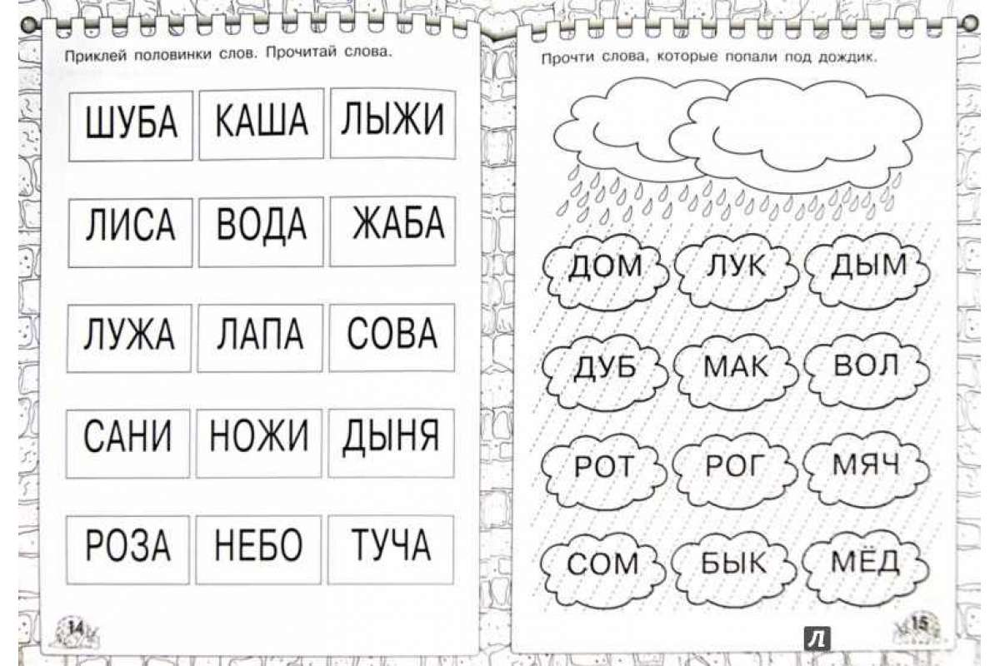 Приклей половинки слов. Прочитай слова.
ШУБА КАША ЛЫЖИ
ЛИСА ВОДА ЖАБА
ЛУЖА ЛАПА СОВА
САНИ НОЖИ ДЫНЯ
РОЗА НЕБО ТУЧА
14
Прочти слова, которые попали под дождик.
ДОМ ЛУК ДЫМ
ДУБ МАК ВОЛ
РОТ РОГ МЯЧ
СОМ БЫК МЁД
15
Л